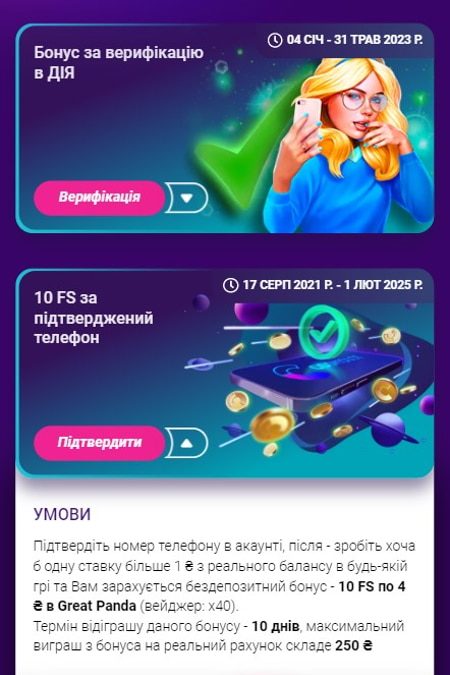 04 СІЧ - 31 ТРАВ 2023 Р.
Бонус за верифікацію
в ДІЯ
Верифікація
17 СЕРП 2021 Р. - 1 ЛЮТ 2025 Р.
10 FS за
підтверджений
телефон
Підтвердити
УМОВИ
Підтвердіть номер телефону в акаунті, після - зробіть хоча
б одну ставку більше 1 ₴ з реального балансу в будь-якій
грі та Вам зарахується бездепозитний бонус - 10 FS по 4
₴ в Great Panda (вейджер: х40).
Термін відіграшу даного бонусу - 10 днів, максимальний
виграш з бонуса на реальний рахунок складе 250 ₴